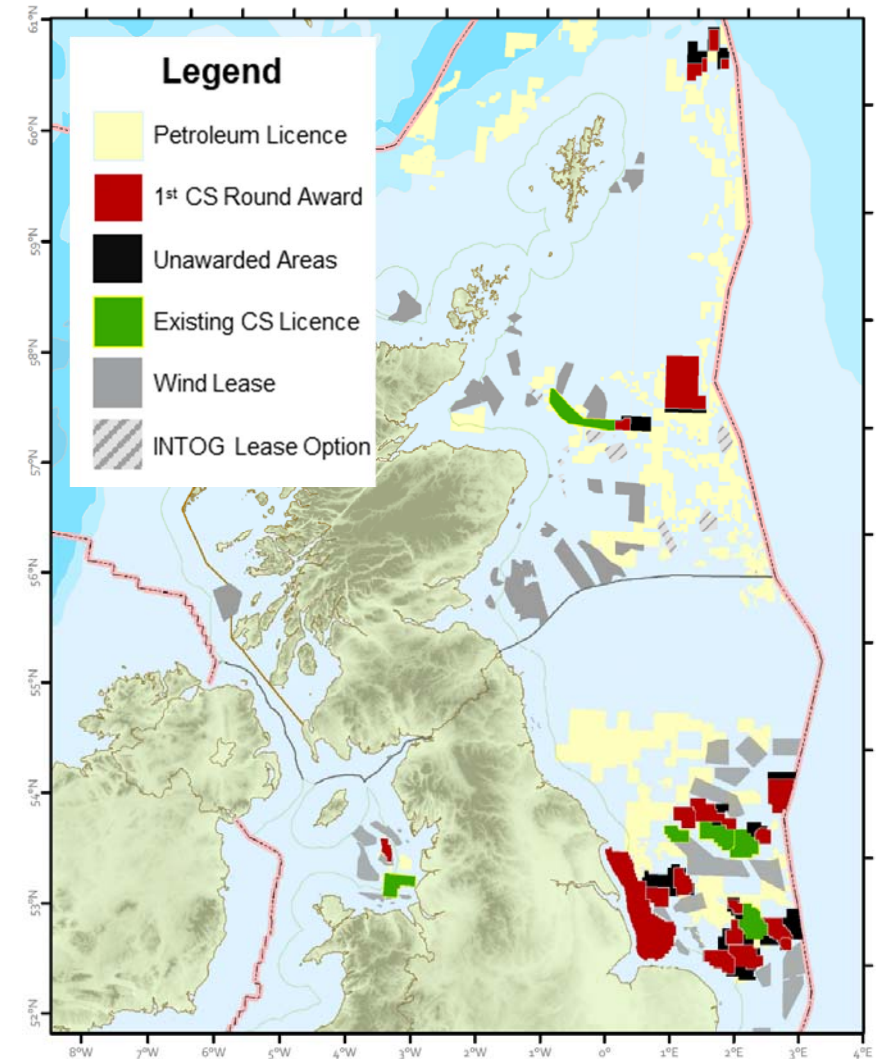 Legend
Petroleum Licence
1st CS Round Award
Unawarded Areas
Existing CS Licence
Wind Lease
INTOG Lease Option
61°N
60°N
59°N
58°N
57°N
56°N
55°N
54°N
53°N
52°N
8°W 7°W 6°W 5°W 4°W 3°W 2°W 1°W 0° 1°E 2°E 3°E 4°E